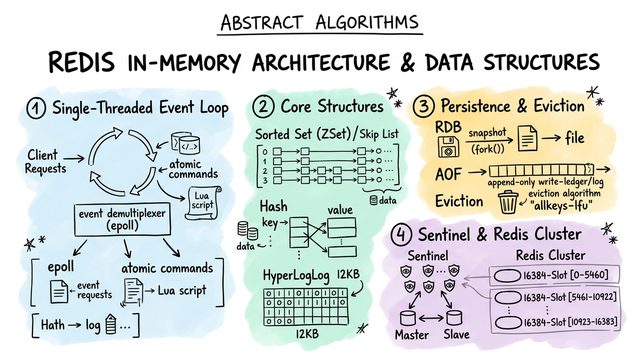 ABSTRACT ALGORITHMS
REDIS IN-MEMORY ARCHITECTURE & DATA STRUCTURES
1 Single-Threaded Event Loop
Client
Requests
</..>
atomic
commands
Lua
script
event demultiplexer
(epoll)
epoll
event
requests
atomic commands
Lua script
Hath → log
2 Core Structures
Sorted Set (ZSet)/Skip List
0
1
2
3
data
Hash
key
value
data
HyperLogLog 12KB
12KB
3 Persistence & Eviction
RDB
snapshot
(fork())
file
AOF
append-only write-ledger/log
Eviction
eviction algorithm
"allkeys-lfu"
4 Sentinel & Redis Cluster
Sentinel
Master
Slave
Redis Cluster
16384-Slot [0-5460]
16384-Slot [5461-10922]
16384-Slot [10923-16383]